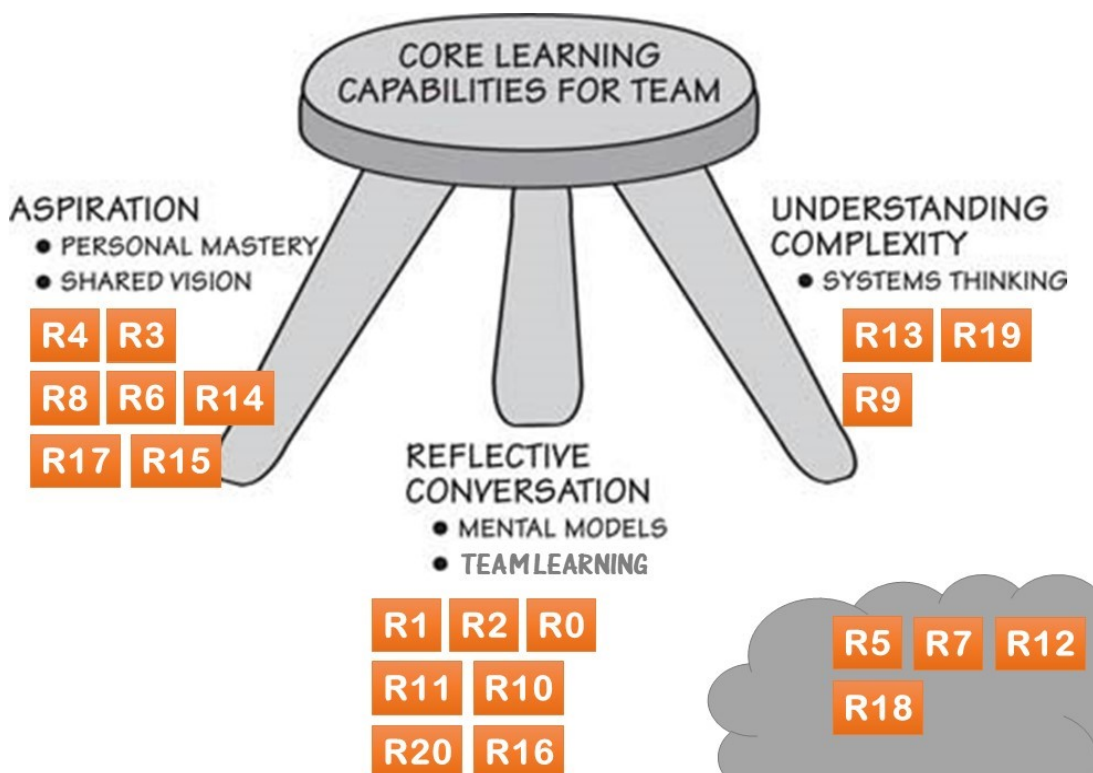 CORE LEARNING
CAPABILITIES FOR TEAM
ASPIRATION
● PERSONAL MASTERY
● SHARED VISION
R4 R3
R8 R6 R14
R17 R15
REFLECTIVE
CONVERSATION
● MENTAL MODELS
● TEAM LEARNING
R1 R2 R0
R11 R10
R20 R16
UNDERSTANDING
COMPLEXITY
● SYSTEMS THINKING
R13 R19
R9
R5 R7 R12
R18